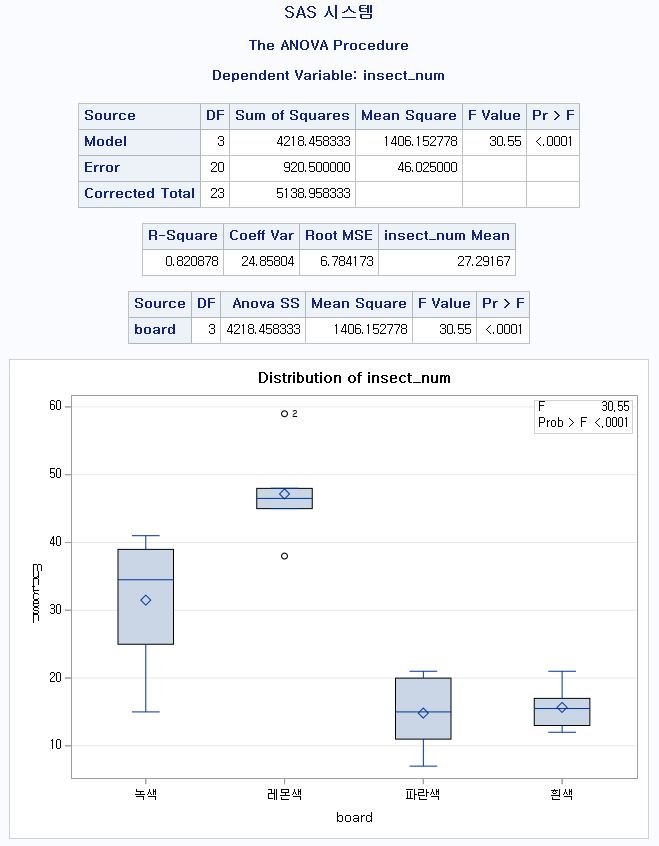 SAS 시스템
The ANOVA Procedure
Dependent Variable: insect_num
Source DF Sum of Squares Mean Square F Value Pr > F
Model 3 4218.458333 1406.152778 30.55 <.0001
Error 20 920.500000 46.025000
Corrected Total 23 5138.958333
R-Square Coeff Var Root MSE insect_num Mean
0.820878 24.85804 6.784173 27.29167
Source DF Anova SS Mean Square F Value Pr > F
board 3 4218.458333 1406.152778 30.55 <.0001
Distribution of insect_num
F 30.55
Prob > F <.0001
60
2
50
40
insect_num
30
20
10
녹색 레몬색 파란색 흰색
board